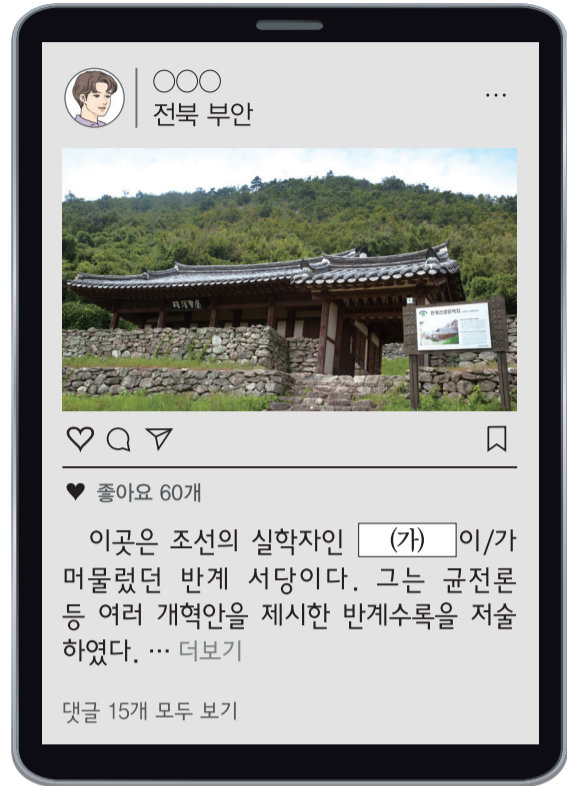 ○○○
전북 부안
···
좋아요 60개
이곳은 조선의 실학자인 (가) 이/가
머물렀던 반계 서당이다. 그는 균전론
등 여러 개혁안을 제시한 반계수록을 저술
하였다. … 더보기
댓글 15개 모두 보기